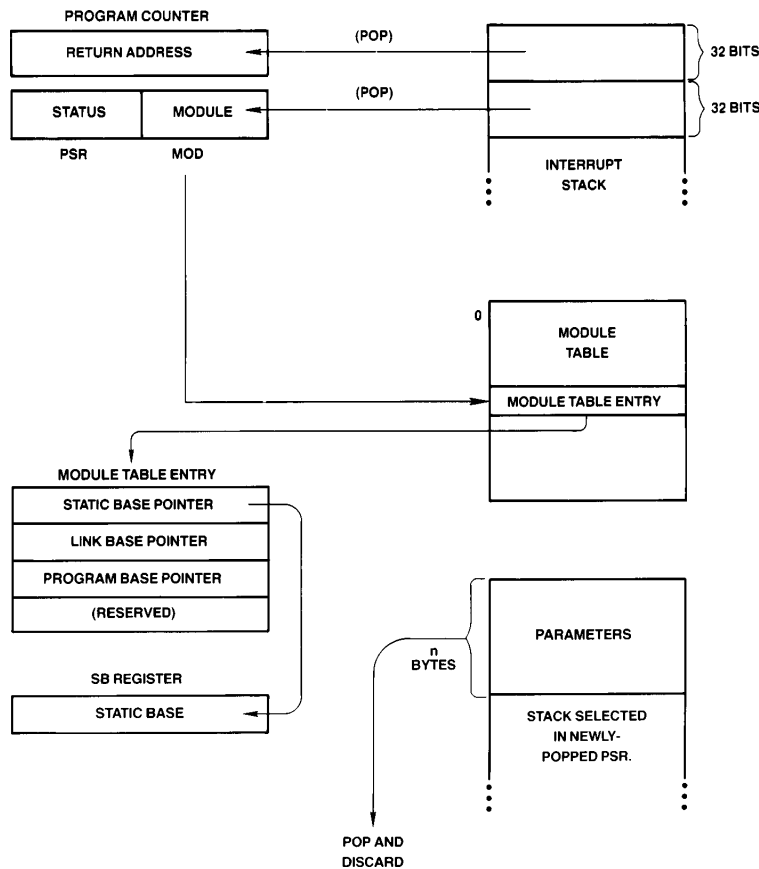 PROGRAM COUNTER
RETURN ADDRESS
(POP)
32 BITS
STATUS
MODULE
(POP)
32 BITS
PSR
MOD
INTERRUPT
STACK
0
MODULE
TABLE
MODULE TABLE ENTRY
MODULE TABLE ENTRY
STATIC BASE POINTER
LINK BASE POINTER
PROGRAM BASE POINTER
(RESERVED)
PARAMETERS
n
BYTES
SB REGISTER
STATIC BASE
STACK SELECTED
IN NEWLY-
POPPED PSR.
POP AND
DISCARD